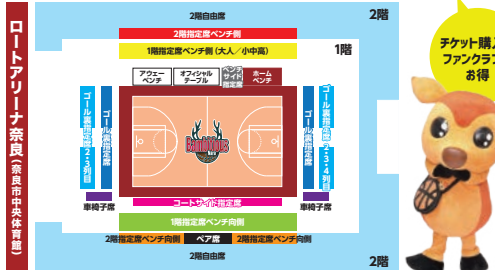 ロートアリーナ奈良(奈良市中央体育館)
2階自由席
2階
2階指定席ベンチ側
1階指定席ベンチ側(大人/小中高)
1階
アウェー
ベンチ
オフィシャル
テーブル
ベンチ
サイド
指定席
ホーム
ベンチ
ゴール裏指定席2・3・4列目
ゴール裏指定席
ゴール裏指定席
ゴール裏指定席2・3・4列目
コートサイド指定席
車椅子席
車椅子席
1階指定席ベンチ向側
2階指定席ベンチ向側
ペア席
2階指定席ベンチ向側
2階自由席
2階
チケット購入
ファンクラブ
お得